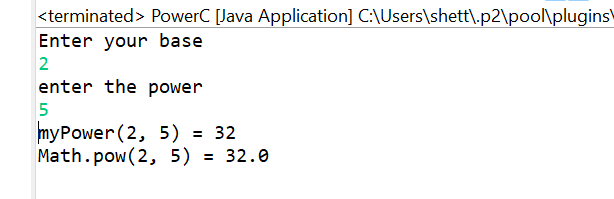 <terminated> PowerC [Java Application] C:\Users\shett\.p2\pool\plugins\
Enter your base
2
enter the power
5
myPower(2, 5) = 32
Math.pow(2, 5) = 32.0